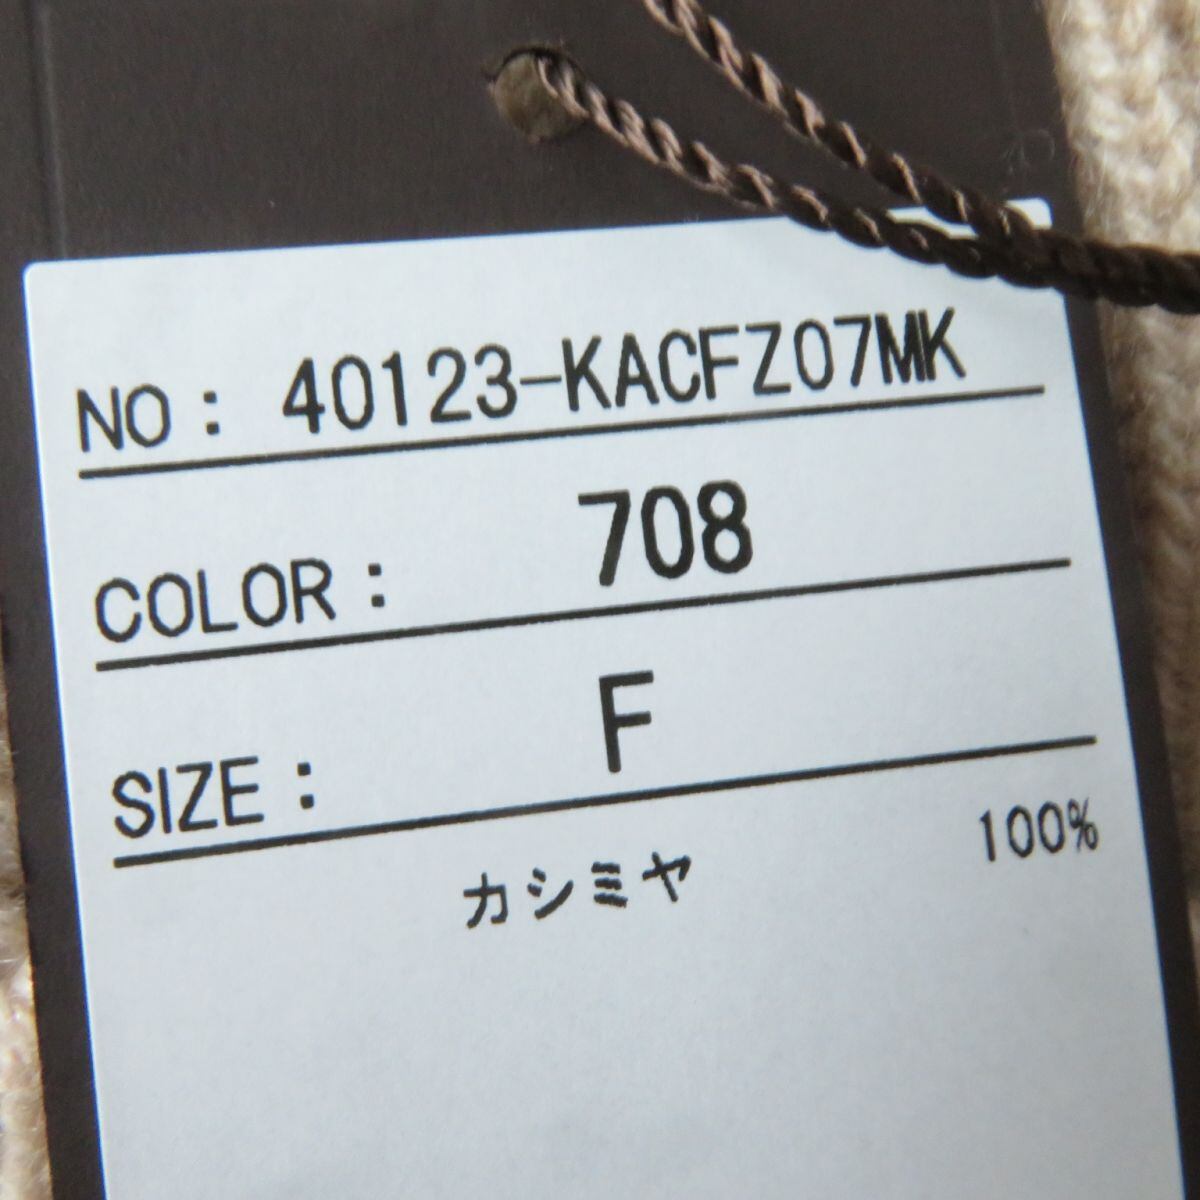 NO : 40123-KACFZ07MK
COLOR : 708
SIZE : F
カシミヤ 100%